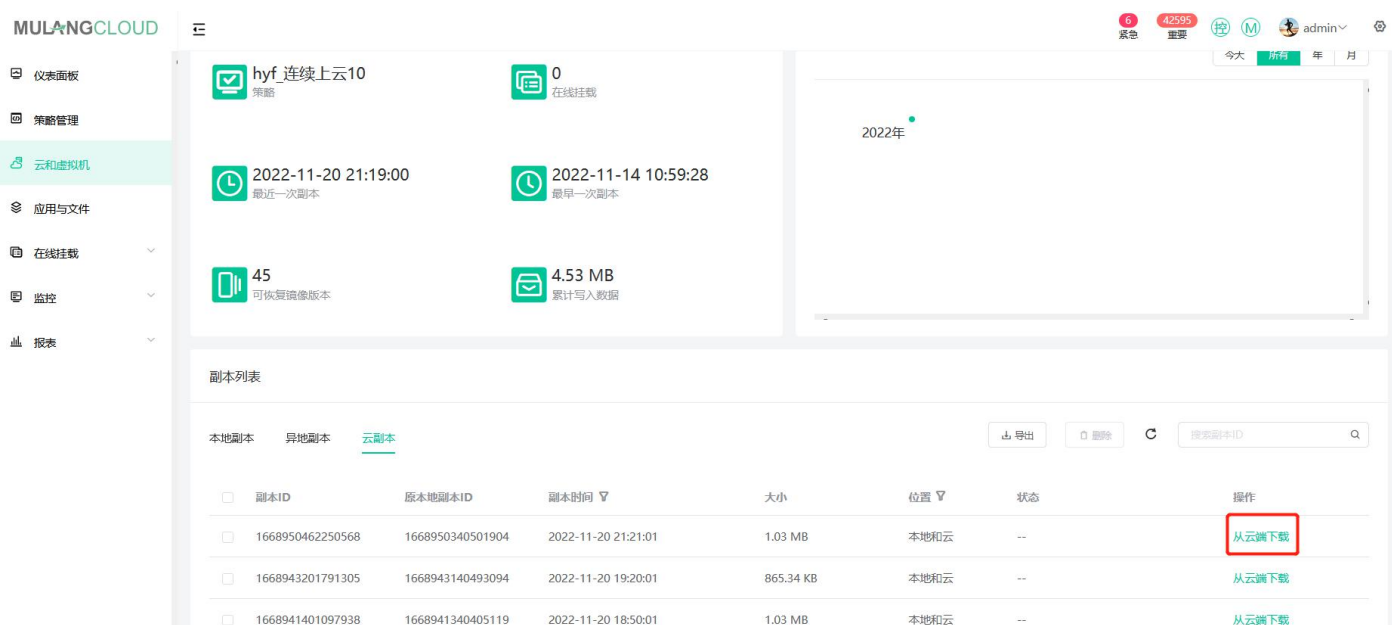 MULANGCLOUD
6
紧急
42595
重要
控
M
admin
仪表面板
策略管理
云和虚拟机
应用与文件
在线挂载
监控
报表
hyf_连续上云10
策略
0
在线挂载
2022-11-20 21:19:00
最近一次副本
2022-11-14 10:59:28
最早一次副本
45
可恢复镜像版本
4.53 MB
累计写入数据
今天 所有 年 月
2022年
副本列表
本地副本 异地副本 云副本
导出 删除 搜索副本ID
副本ID 原本地副本ID 副本时间 大小 位置 状态 操作
1668950462250568 1668950340501904 2022-11-20 21:21:01 1.03 MB 本地和云 -- 从云端下载
1668943201791305 1668943140493094 2022-11-20 19:20:01 865.34 KB 本地和云 -- 从云端下载
1668941401097938 1668941340405119 2022-11-20 18:50:01 1.03 MB 本地和云 -- 从云端下载